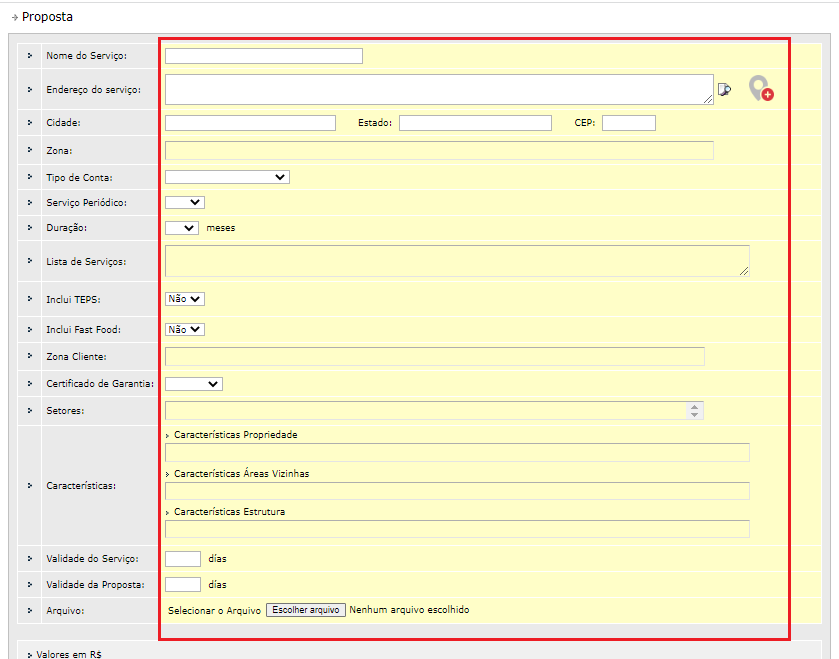 Proposta
Nome do Serviço:
Endereço do serviço:
Cidade: Estado: CEP:
Zona:
Tipo de Conta:
Serviço Periódico:
Duração: meses
Lista de Serviços:
Inclui TEPS: Não
Inclui Fast Food: Não
Zona Cliente:
Certificado de Garantia:
Setores:
Características Propriedade
Características Áreas Vizinhas
Características:
Características Estrutura
Validade do Serviço: días
Validade da Proposta: días
Arquivo: Selecionar o Arquivo Escolher arquivo Nenhum arquivo escolhido
Valores em R$